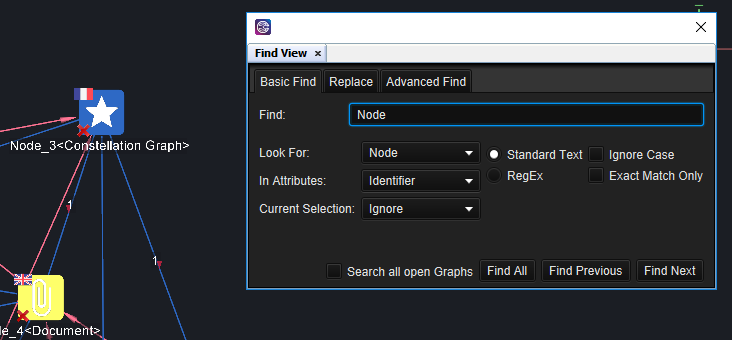 Find View
Basic Find Replace Advanced Find
Find: Node
Look For: Node Standard Text Ignore Case
In Attributes: Identifier RegEx Exact Match Only
Current Selection: Ignore
Search all open Graphs Find All Find Previous Find Next
Node_3<Constellation Graph>
1
1
le_4<Document>